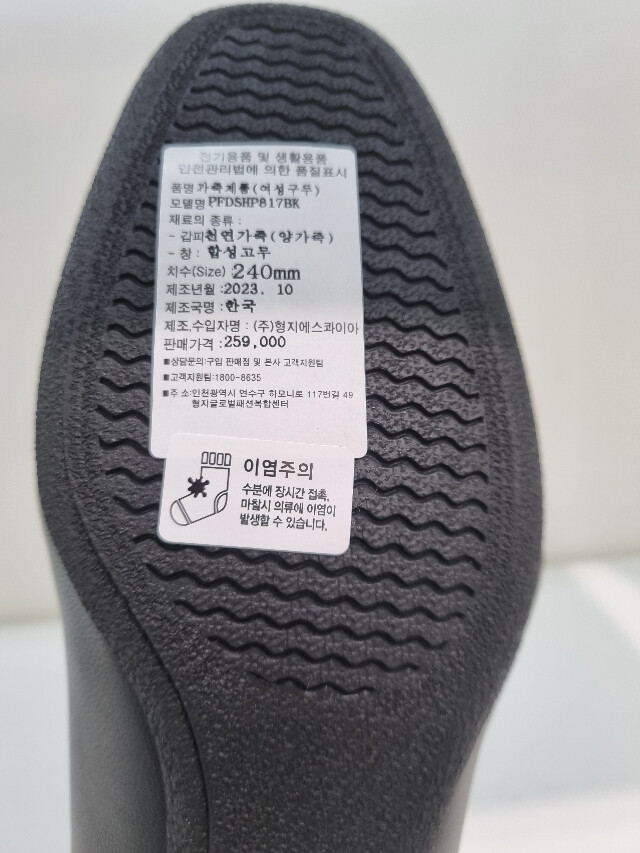 전기용품 및 생활용품
안전관리법에 의한 품질표시
품명 가죽제품(여성구두)
모델명 PFDSHP817BK
재료의 종류 :
- 갑피 천연가죽(양가죽)
- 창 : 합성고무
치수(Size) 240mm
제조년월 : 2023. 10
제조국명 : 한국
제조.수입자명 : (주)형지에스콰이아
판매가격 : 259,000
■상담문의:구입 판매점 및 본사 고객지원팀
■고객지원팀:1800-8635
■주 소:인천광역시 연수구 하모니로 177번길 49
형지글로벌패션복합센터
이염주의
수분에 장시간 접촉,
마찰시 의류에 이염이
발생할 수 있습니다.